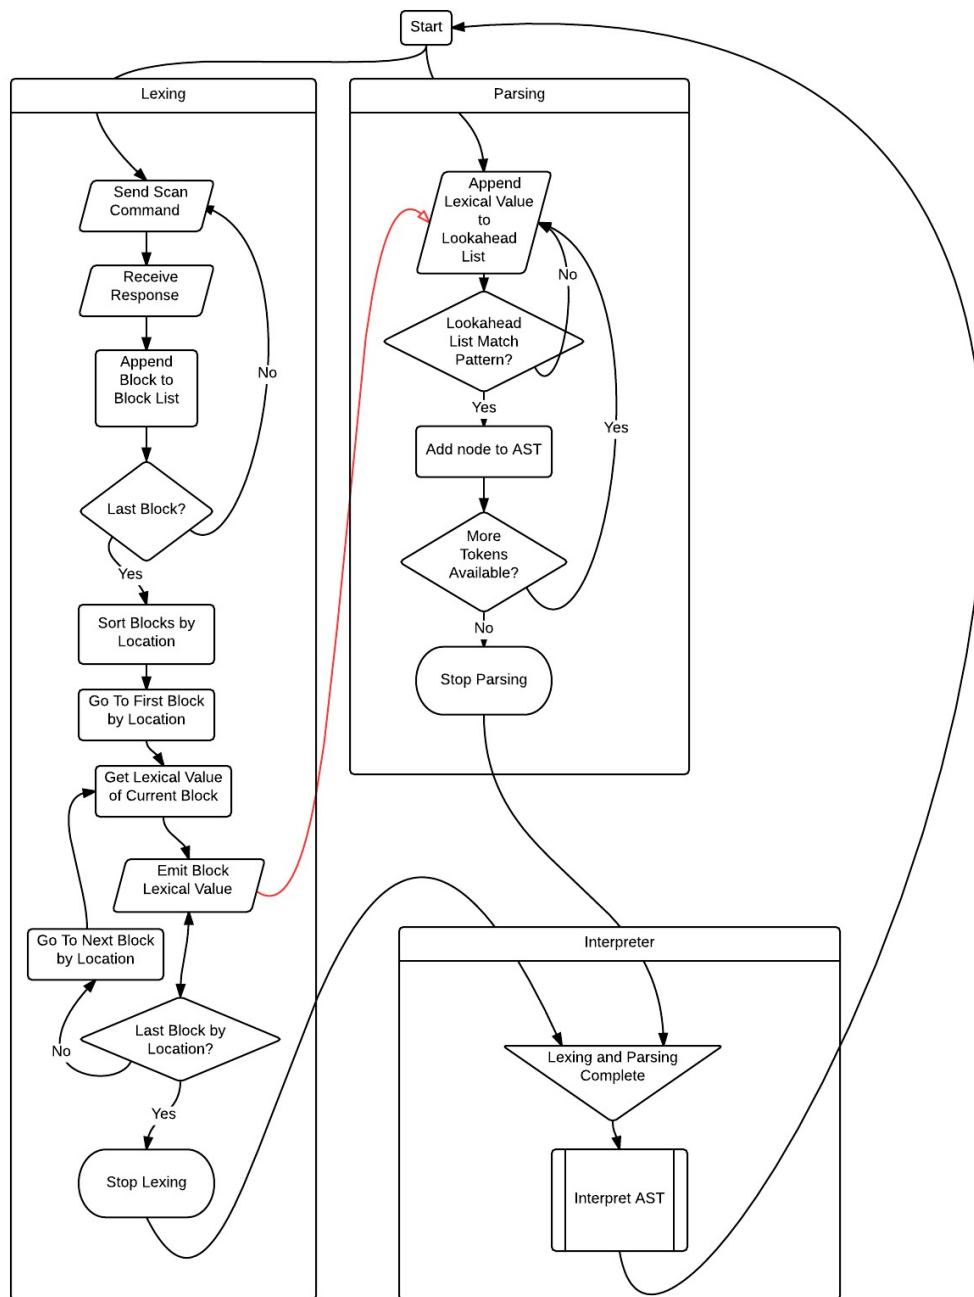 Start
Lexing
Send Scan
Command
Receive
Response
Append
Block to
Block List
No
Last Block?
Yes
Sort Blocks by
Location
Go To First Block
by Location
Get Lexical Value
of Current Block
Emit Block
Lexical Value
Go To Next Block
by Location
Last Block by
Location?
No
Yes
Stop Lexing
Parsing
Append
Lexical Value
to
Lookahead
List
No
Lookahead
List Match
Pattern?
Yes
Add node to AST
Yes
More
Tokens
Available?
No
Stop Parsing
Interpreter
Lexing and Parsing
Complete
Interpret AST